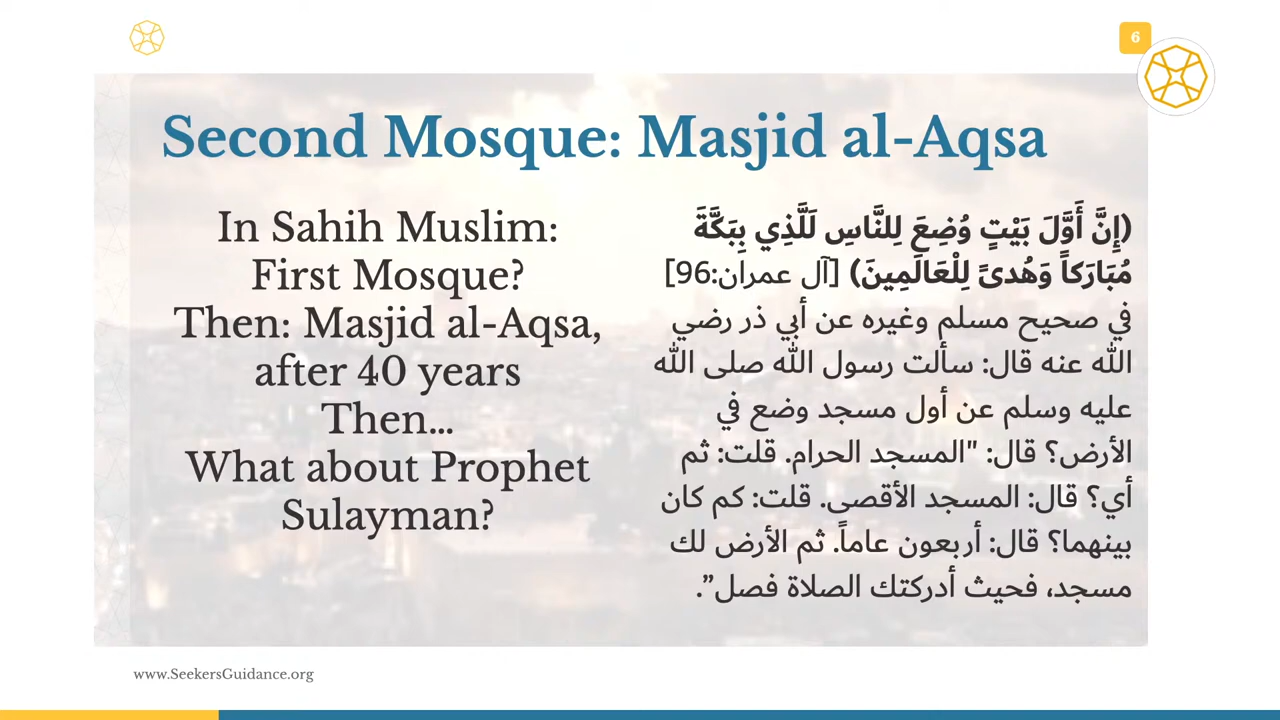 6
Second Mosque: Masjid al-Aqsa
In Sahih Muslim:
First Mosque?
Then: Masjid al-Aqsa,
after 40 years
Then...
What about Prophet
Sulayman?
(إِنَّ أَوَّلَ بَيْتٍ وُضِعَ لِلنَّاسِ لَلَّذِي بِبَكَّةَ
مُبَارَكاً وَهُدىً لِلْعَالَمِينَ) [آل عمران:96]
في صحيح مسلم وغيره عن أبي ذر رضي
الله عنه قال: سألت رسول الله صلى الله
عليه وسلم عن أول مسجد وضع في
الأرض؟ قال: "المسجد الحرام. قلت: ثم
أي؟ قال: المسجد الأقصى. قلت: كم كان
بينهما؟ قال: أربعون عاماً. ثم الأرض لك
مسجد، فحيث أدركتك الصلاة فصل”.
www.SeekersGuidance.org